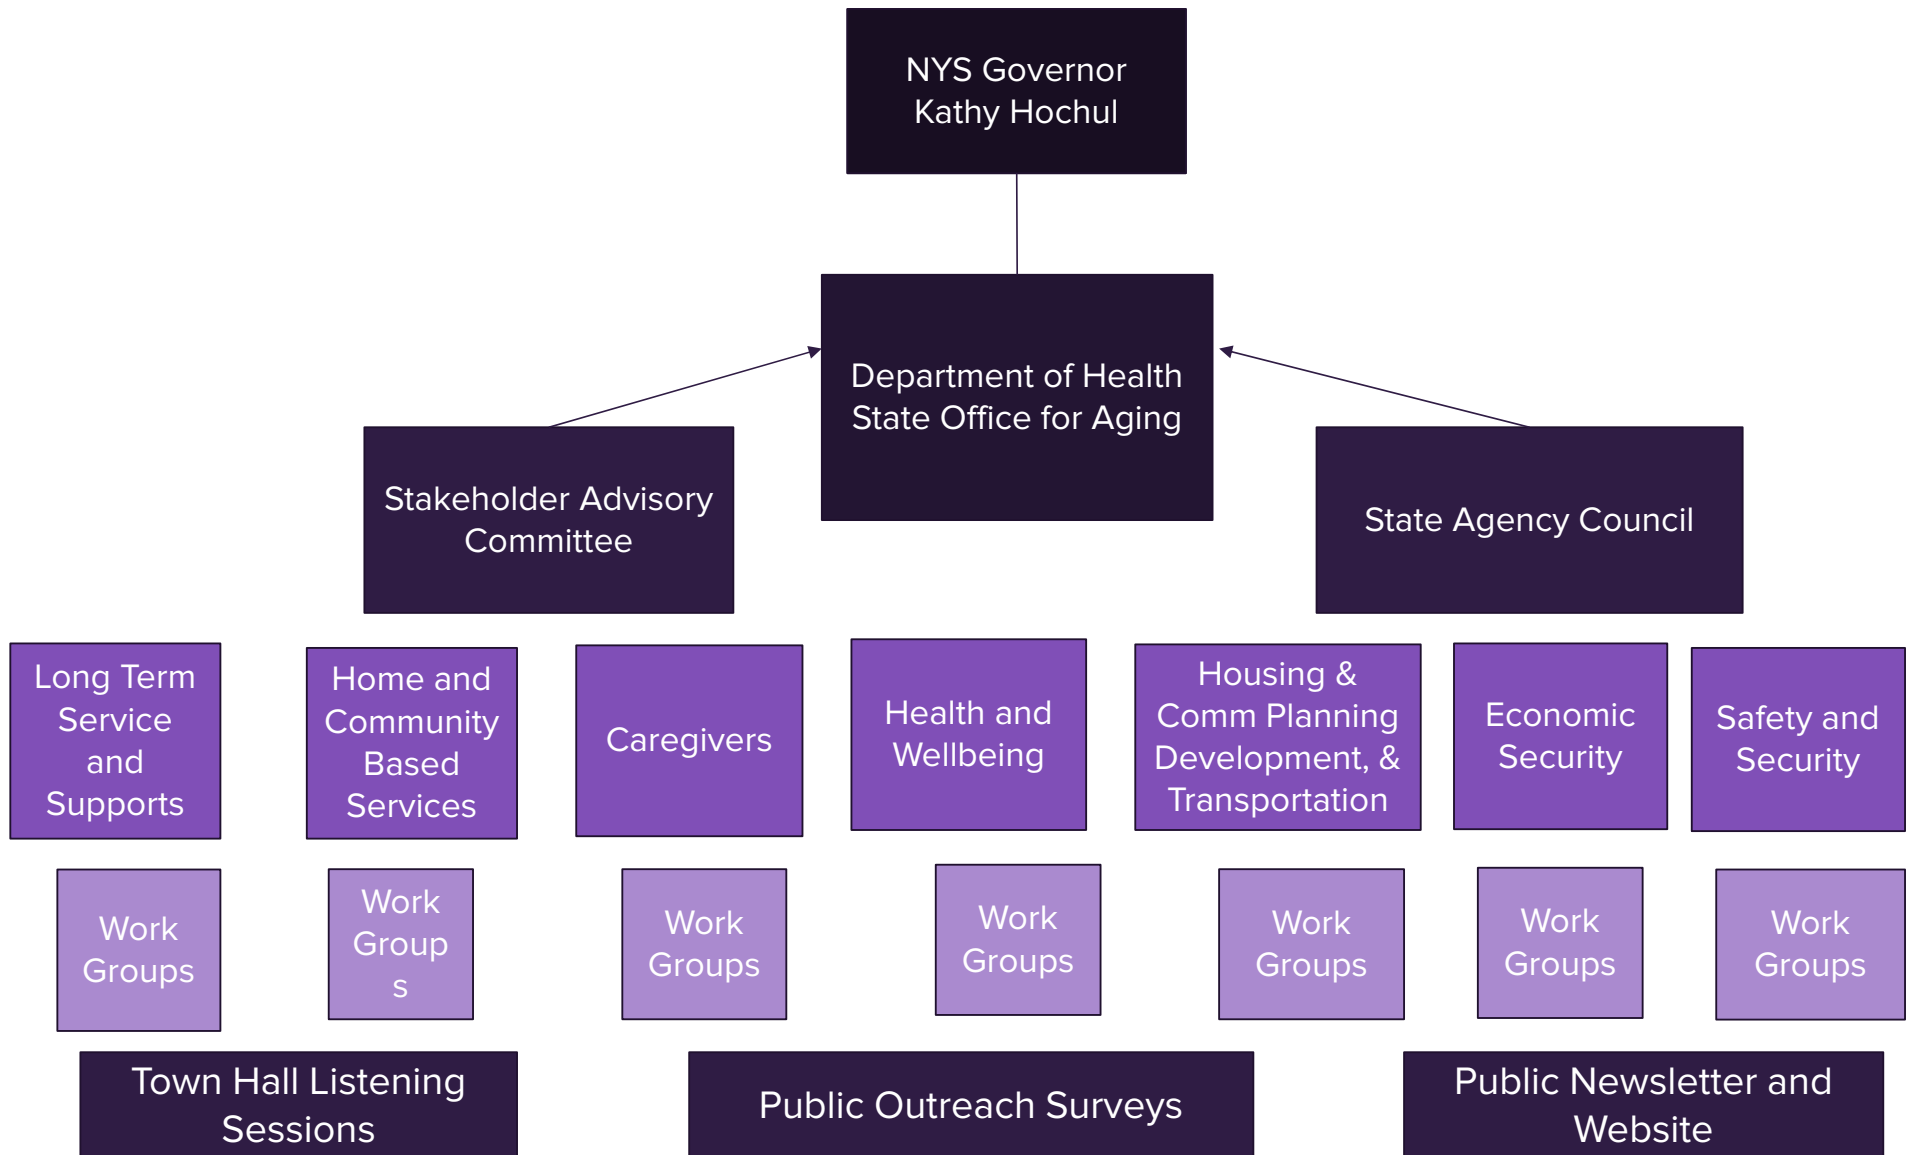 NYS Governor
Kathy Hochul
Department of Health
State Office for Aging
Stakeholder Advisory
Committee
State Agency Council
Long Term
Service
and
Supports
Home and
Community
Based
Services
Caregivers
Health and
Wellbeing
Housing &
Comm Planning
Development, &
Transportation
Economic
Security
Safety and
Security
Work
Groups
Work
Group
s
Work
Groups
Work
Groups
Work
Groups
Work
Groups
Work
Groups
Town Hall Listening
Sessions
Public Outreach Surveys
Public Newsletter and
Website